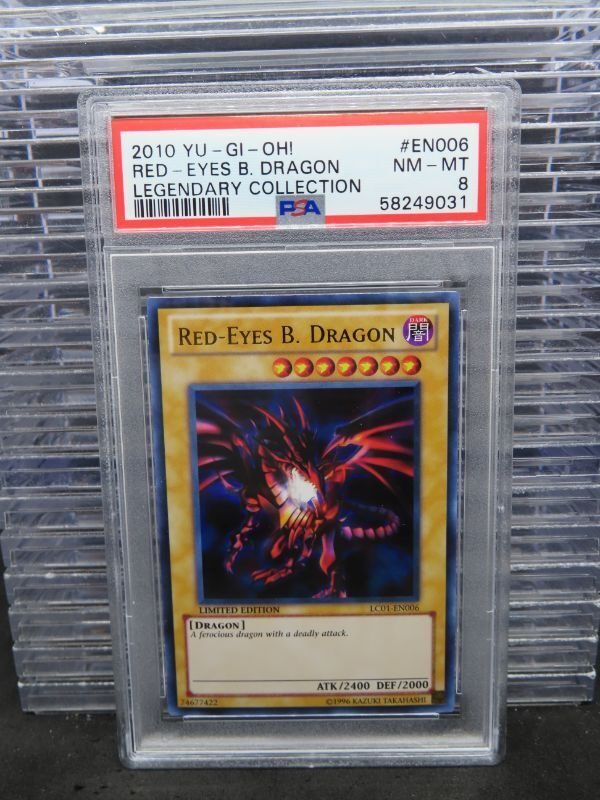 2010 YU-GI-OH! #EN006
RED-EYES B. DRAGON NM-MT
LEGENDARY COLLECTION 8
PSA 58249031
RED-EYES B. DRAGON
DARK
闇
LIMITED EDITION LC01-EN006
[DRAGON]
A ferocious dragon with a deadly attack.
ATK/2400 DEF/2000
74677422 ©1996 KAZUKI TAKAHASHI